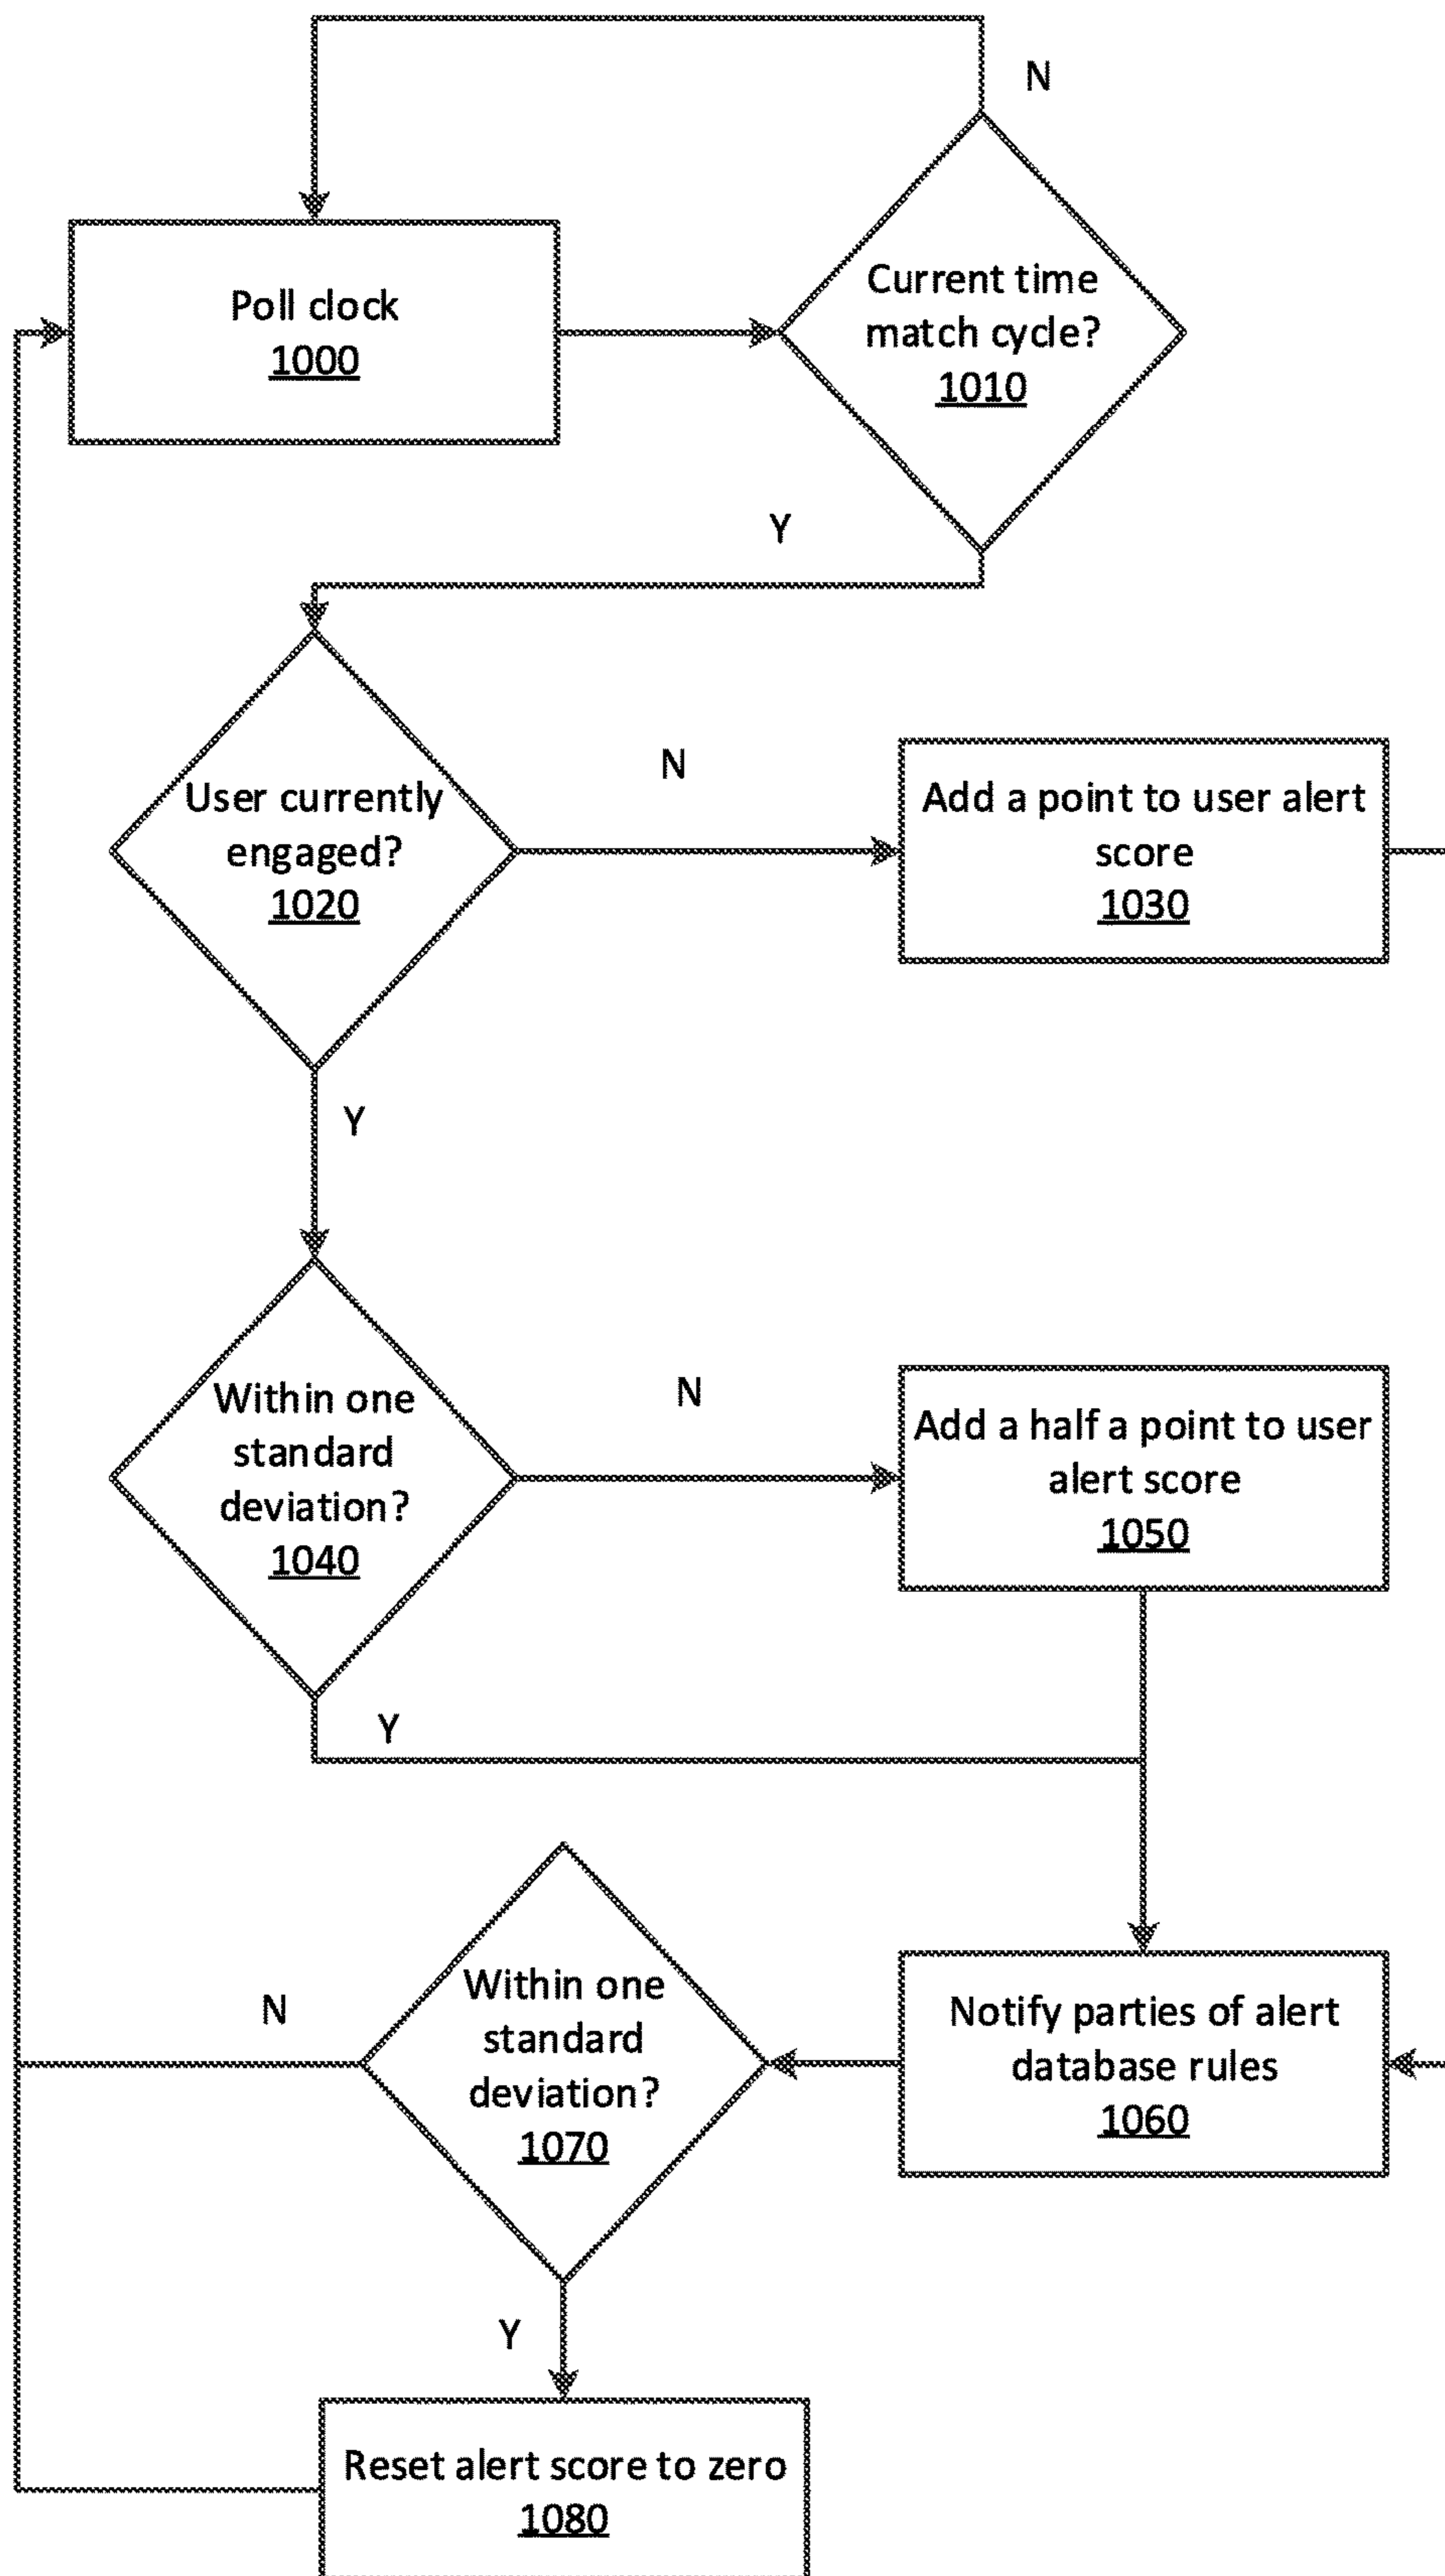 N
Poll clock
1000
Current time
match cycle?
1010
Y
User currently
engaged?
1020
N
Add a point to user alert
score
1030
Y
Within one
standard
deviation?
1040
N
Add a half a point to user
alert score
1050
Y
N
Within one
standard
deviation?
1070
Notify parties of alert
database rules
1060
Y
Reset alert score to zero
1080